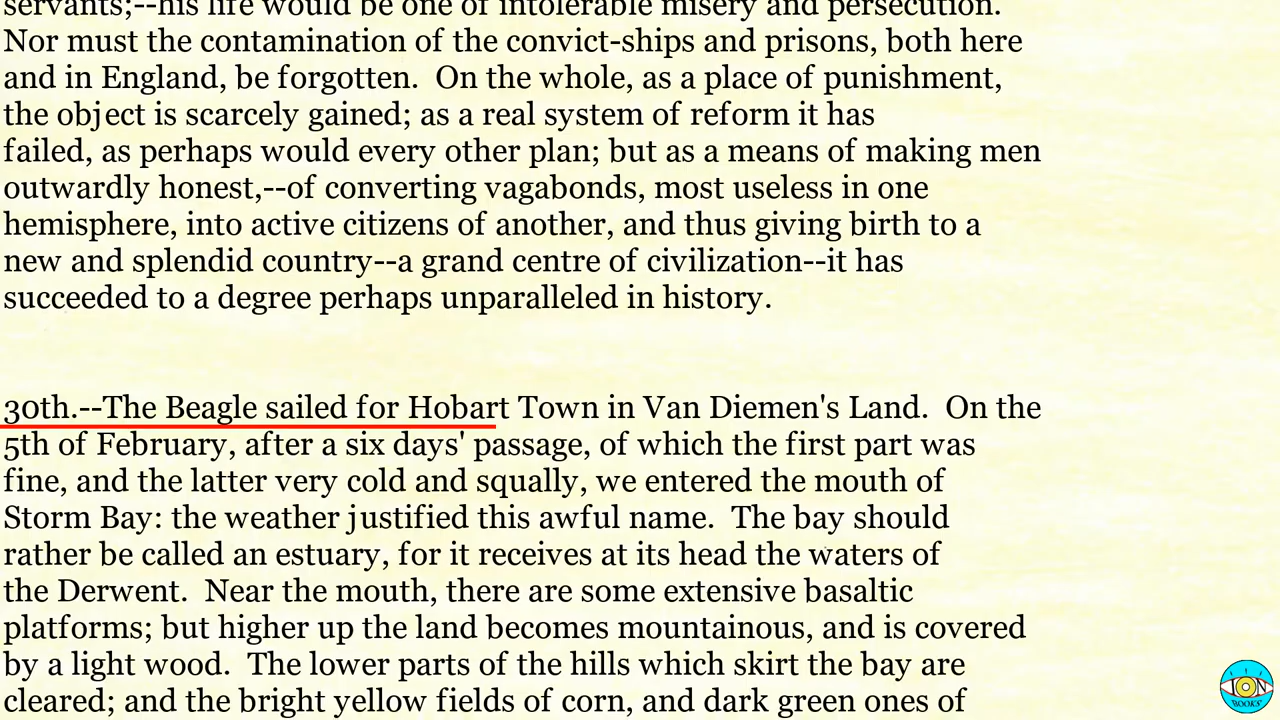 servants;--his life would be one of intolerable misery and persecution.
Nor must the contamination of the convict-ships and prisons, both here
and in England, be forgotten.  On the whole, as a place of punishment,
the object is scarcely gained; as a real system of reform it has
failed, as perhaps would every other plan; but as a means of making men
outwardly honest,--of converting vagabonds, most useless in one
hemisphere, into active citizens of another, and thus giving birth to a
new and splendid country--a grand centre of civilization--it has
succeeded to a degree perhaps unparalleled in history.
30th.--The Beagle sailed for Hobart Town in Van Diemen's Land.  On the
5th of February, after a six days' passage, of which the first part was
fine, and the latter very cold and squally, we entered the mouth of
Storm Bay: the weather justified this awful name.  The bay should
rather be called an estuary, for it receives at its head the waters of
the Derwent.  Near the mouth, there are some extensive basaltic
platforms; but higher up the land becomes mountainous, and is covered
by a light wood.  The lower parts of the hills which skirt the bay are
cleared; and the bright yellow fields of corn, and dark green ones of
I
ION
BOOKS